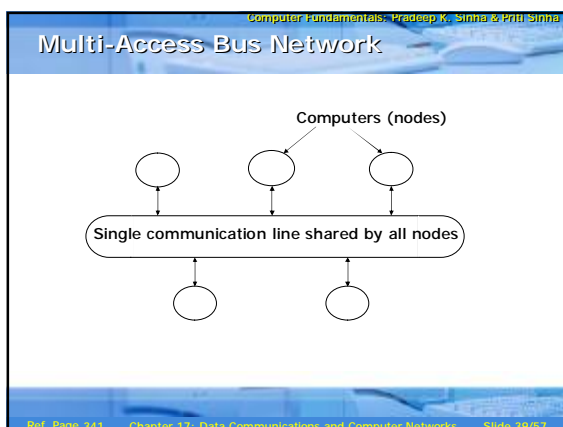 Computer Fundamentals: Pradeep K. Sinha & Priti Sinha
Multi-Access Bus Network
Computers (nodes)
Single communication line shared by all nodes
Ref. Page 341 Chapter 17: Data Communications and Computer Networks Slide 39/57